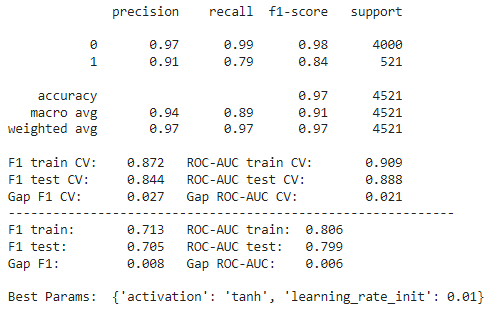 precision recall f1-score support
0 0.97 0.99 0.98 4000
1 0.91 0.79 0.84 521
accuracy 0.97 4521
macro avg 0.94 0.89 0.91 4521
weighted avg 0.97 0.97 0.97 4521
F1 train CV: 0.872 ROC-AUC train CV: 0.909
F1 test CV: 0.844 ROC-AUC test CV: 0.888
Gap F1 CV: 0.027 Gap ROC-AUC CV: 0.021
------------------------------------------------------------
F1 train: 0.713 ROC-AUC train: 0.806
F1 test: 0.705 ROC-AUC test: 0.799
Gap F1: 0.008 Gap ROC-AUC: 0.006
Best Params: {'activation': 'tanh', 'learning_rate_init': 0.01}